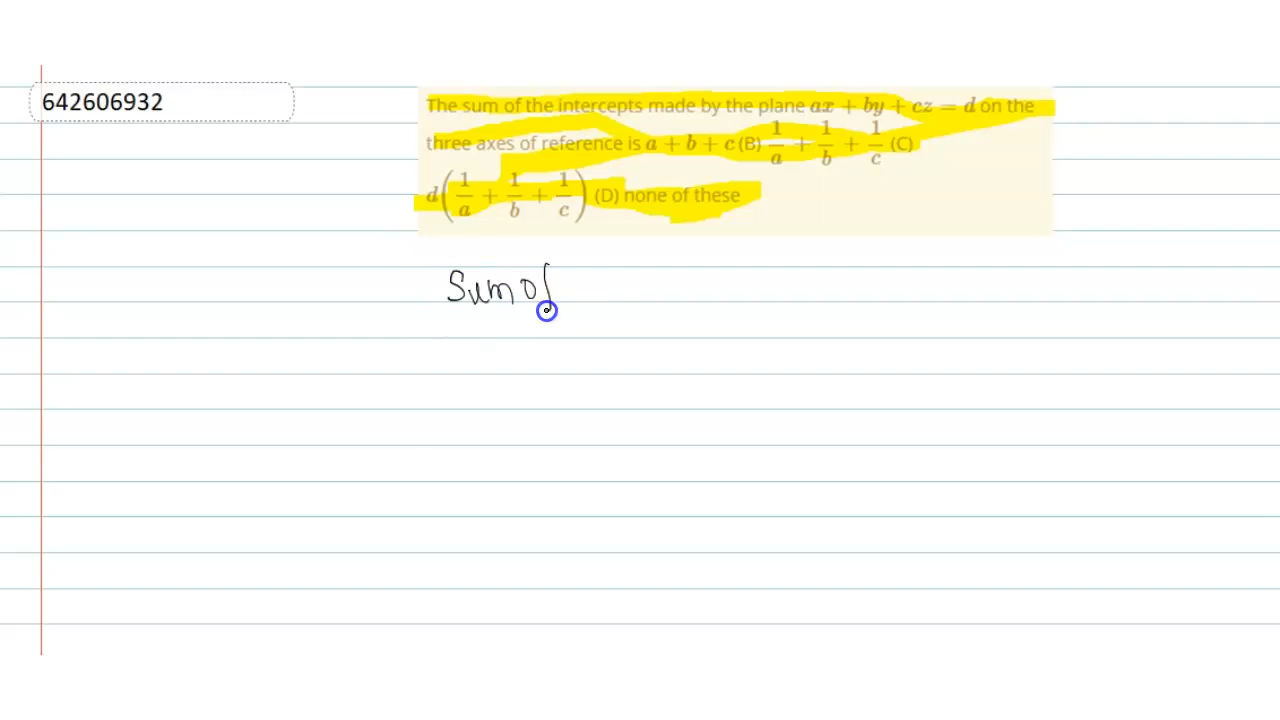 642606932
The sum of the intercepts made by the plane ax + by + cz = d on the
three axes of reference is a + b + c (B) 1/a + 1/b + 1/c (C)
d(1/a + 1/b + 1/c) (D) none of these
Sum of